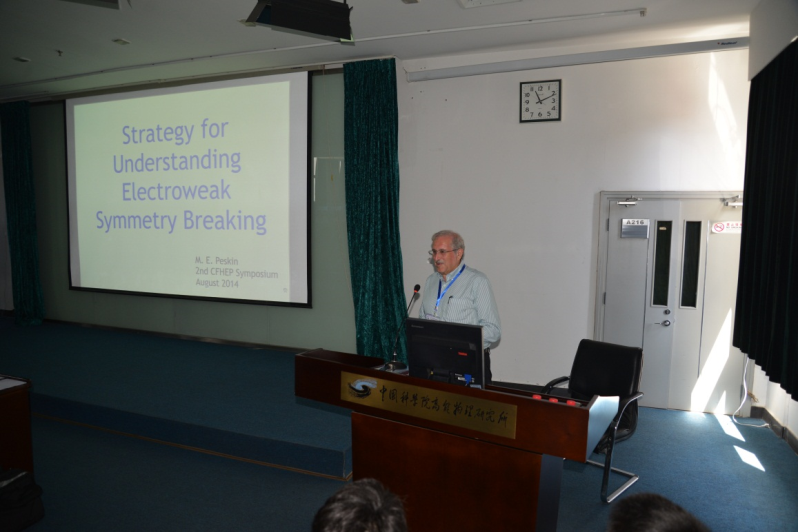 Strategy for
Understanding
Electroweak
Symmetry Breaking
M. E. Peskin
2nd CFHEP Symposium
August 2014
A216
中国科学院高能物理研究所